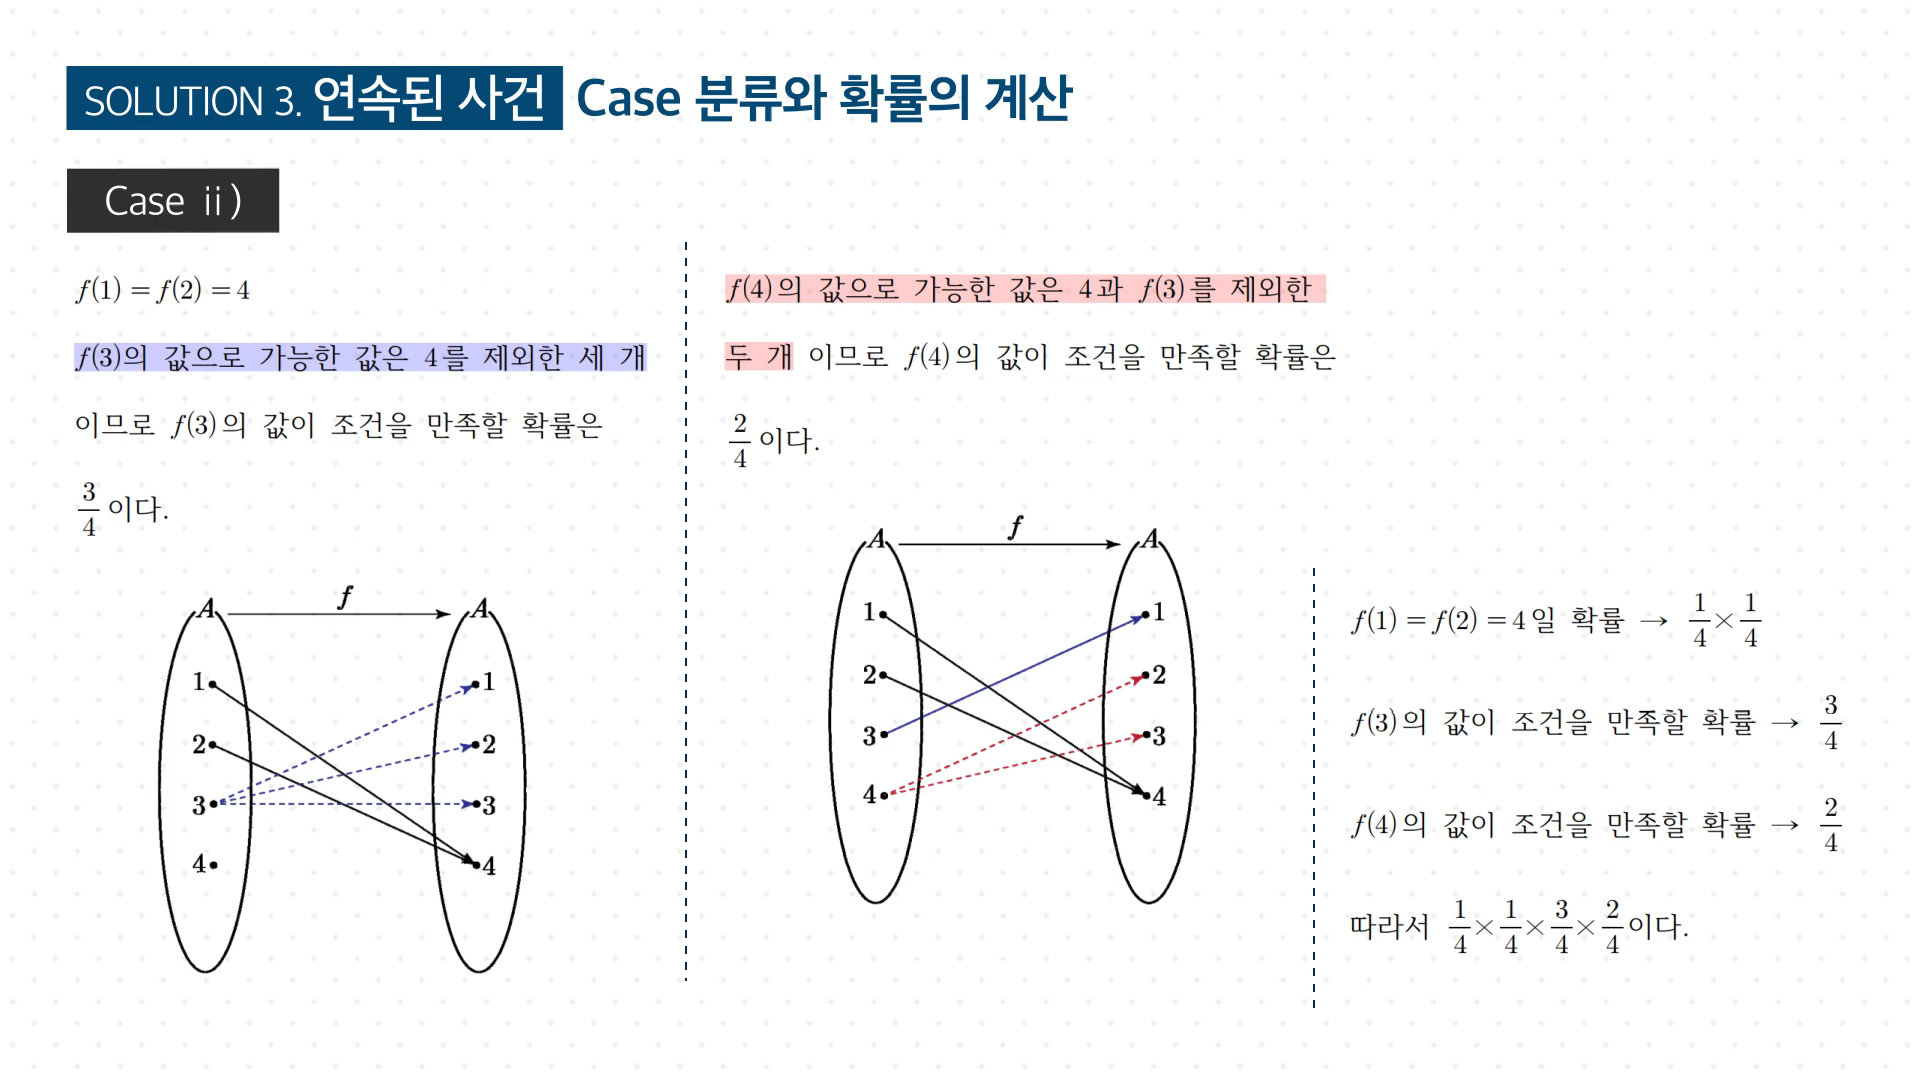 SOLUTION 3. 연속된 사건 Case 분류와 확률의 계산
Case ii)
f(1) = f(2) = 4
f(3)의 값으로 가능한 값은 4를 제외한 세 개
이므로 f(3)의 값이 조건을 만족할 확률은
3/4 이다.
A f A
1 1
2 2
3 3
4 4
f(4)의 값으로 가능한 값은 4과 f(3)를 제외한
두 개 이므로 f(4)의 값이 조건을 만족할 확률은
2/4 이다.
A f A
1 1
2 2
3 3
4 4
f(1) = f(2) = 4일 확률 → 1/4 × 1/4
f(3)의 값이 조건을 만족할 확률 → 3/4
f(4)의 값이 조건을 만족할 확률 → 2/4
따라서 1/4 × 1/4 × 3/4 × 2/4 이다.